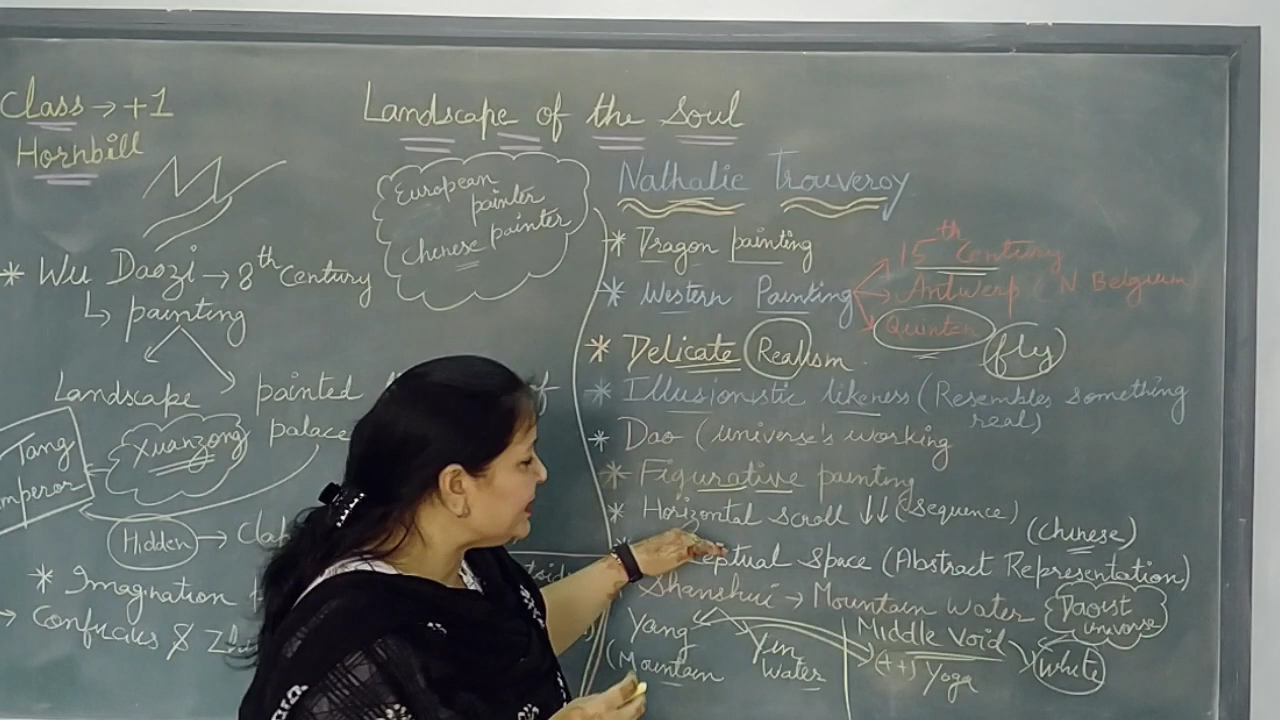 Class → +1
Hornbill
Landscape of the Soul
European
painter
Chinese painter
* Wu Daozi → 8th Century
↳ painting
Landscape painted
Xuanzong palace
Tang
Emperor
Hidden →
* Imagination
→ Confucius &
Nathalie Trouveroy
* Dragon painting
* Western Painting
15th Century
→ Antwerp (N Belgium
Quinten
fly
* Delicate Realism
* Illusionistic likeness (Resembles something
real)
* Dao (universe's working
* Figurative painting
* Horizontal Scroll ↓↓ (Sequence)
(Chinese)
eptual Space (Abstract Representation)
Shanshui → Mountain Water
Daoist
universe
Yang
(Mountain
Yin
Water
Middle Void
Yoga
White